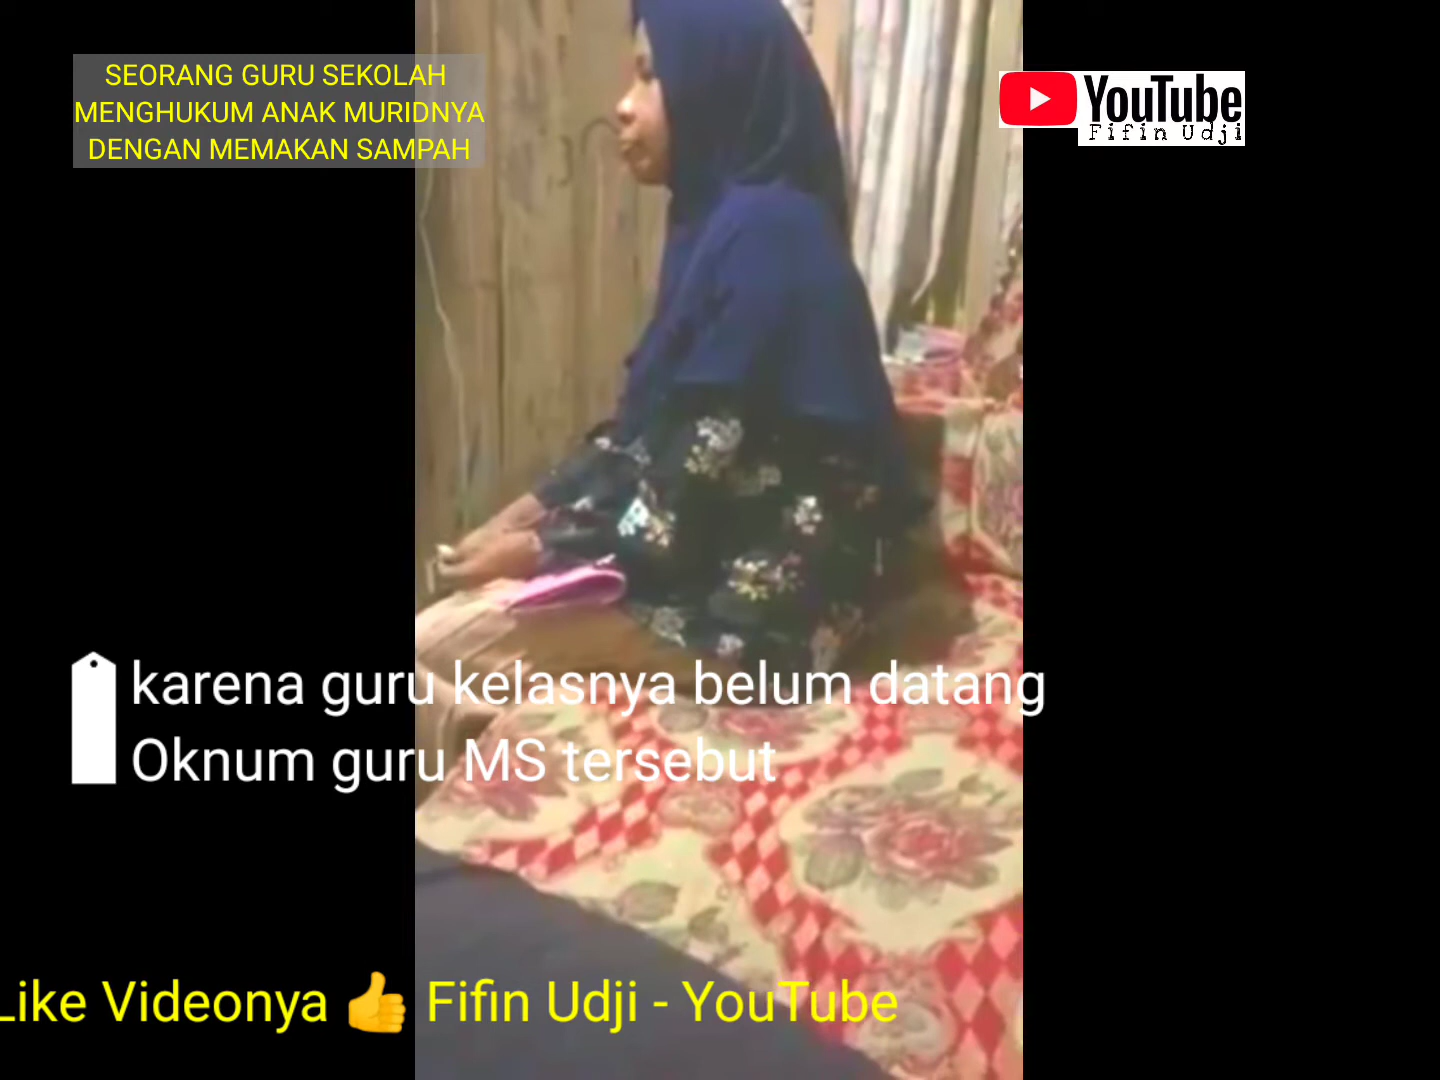 SEORANG GURU SEKOLAH
MENGHUKUM ANAK MURIDNYA
DENGAN MEMAKAN SAMPAH
YouTube
Fifin Udji
karena guru kelasnya belum datang
Oknum guru MS tersebut
Like Videonya 👍 Fifin Udji - YouTube